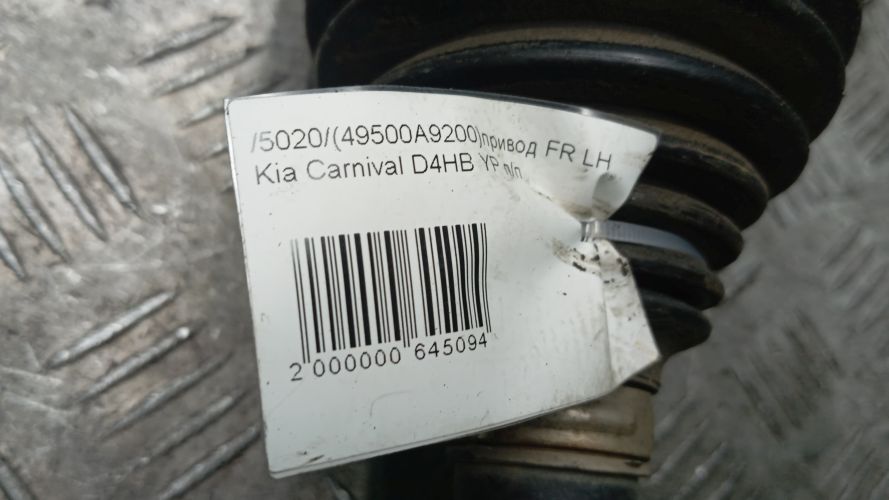 /5020/(49500A9200)привод FR LH
Kia Carnival D4HB YP п/п
2 000000 645094